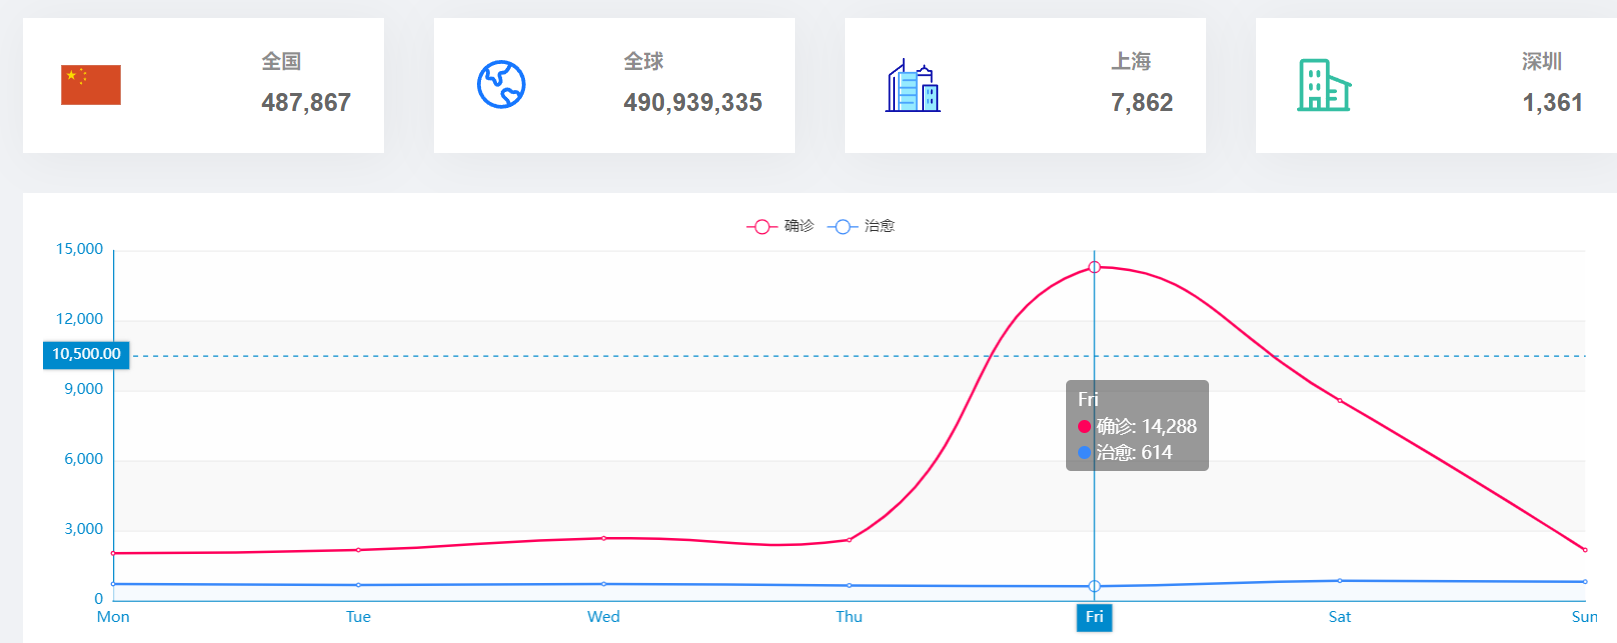 全国
487,867
全球
490,939,335
上海
7,862
深圳
1,361
确诊 治愈
15,000
12,000
10,500.00
9,000
6,000
3,000
0
Fri
确诊: 14,288
治愈: 614
Mon Tue Wed Thu Fri Sat Sun